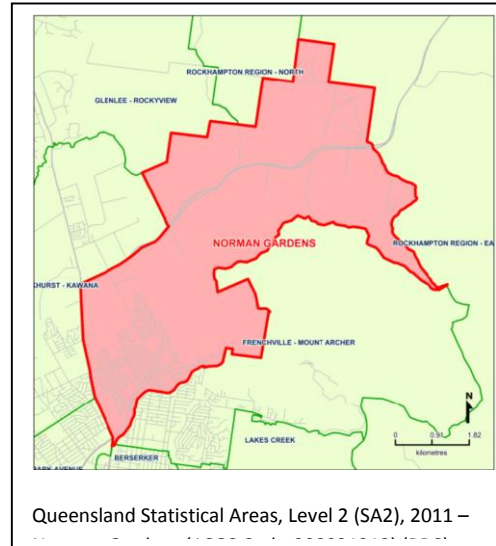 ROCKHAMPTON REGION - NORTH
GLENLEE - ROCKYVIEW
NORMAN GARDENS
ROCKHAMPTON REGION - EA
KHURST - KAWANA
FRENCHVILLE - MOUNT ARCHER
N
LAKES CREEK
0 0.91 1.82
kilometres
BERSERKER
PARK AVENUE
Queensland Statistical Areas, Level 2 (SA2), 2011 –